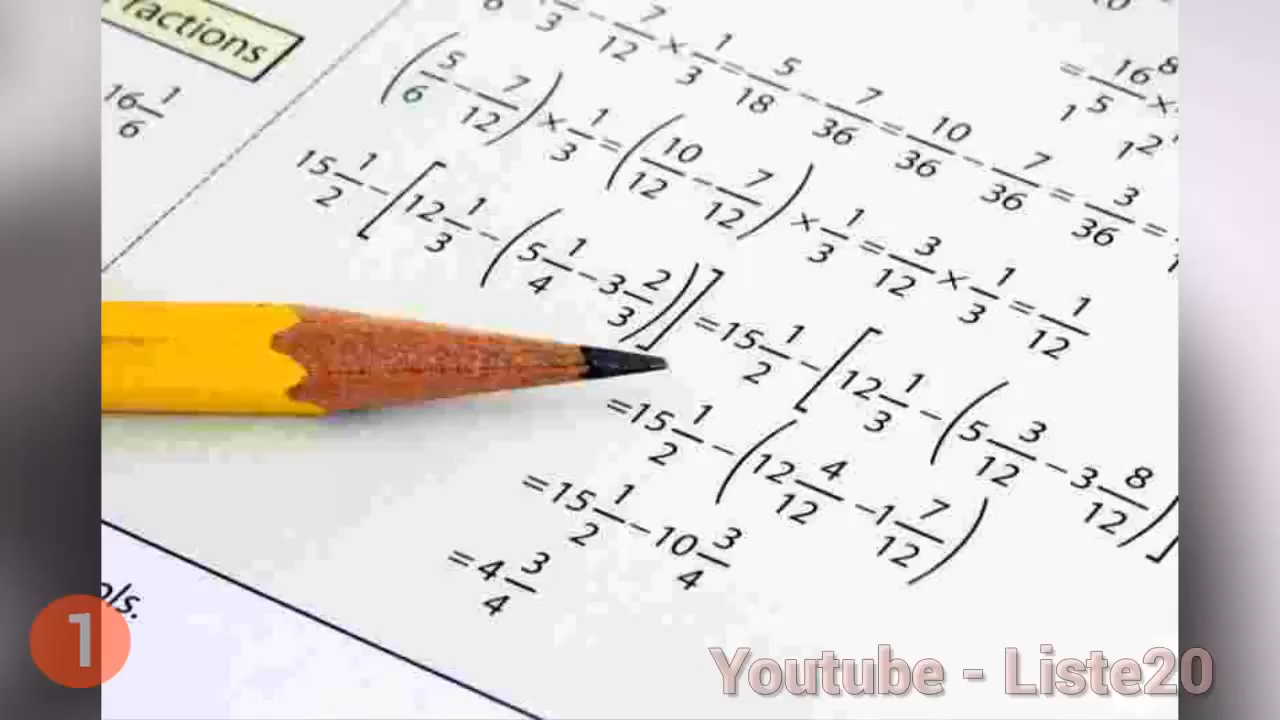 fractions
16 1/6
5/6 - 7/12 × 1/3 = 5/18 - 7/36 = 10/36 - 7/36 = 3/36 =
(5/6 - 7/12) × 1/3 = (10/12 - 7/12) × 1/3 = 3/12 × 1/3 = 1/12
15 1/2 - [12 1/3 - (5 1/4 - 3 2/3)] = 15 1/2 - [12 1/3 - (5 3/12 - 3 8/12)]
= 15 1/2 - (12 4/12 - 1 7/12)
= 15 1/2 - 10 3/4
= 4 3/4
1
Youtube - Liste20